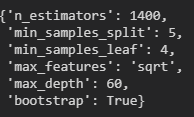 {'n_estimators': 1400,
'min_samples_split': 5,
'min_samples_leaf': 4,
'max_features': 'sqrt',
'max_depth': 60,
'bootstrap': True}